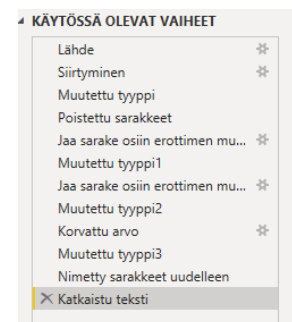 KÄYTÖSSÄ OLEVAT VAIHEET
Lähde
Siirtyminen
Muutettu tyyppi
Poistettu sarakkeet
Jaa sarake osiin erottimen mu...
Muutettu tyyppi1
Jaa sarake osiin erottimen mu...
Muutettu tyyppi2
Korvattu arvo
Muutettu tyyppi3
Nimetty sarakkeet uudelleen
Katkaistu teksti